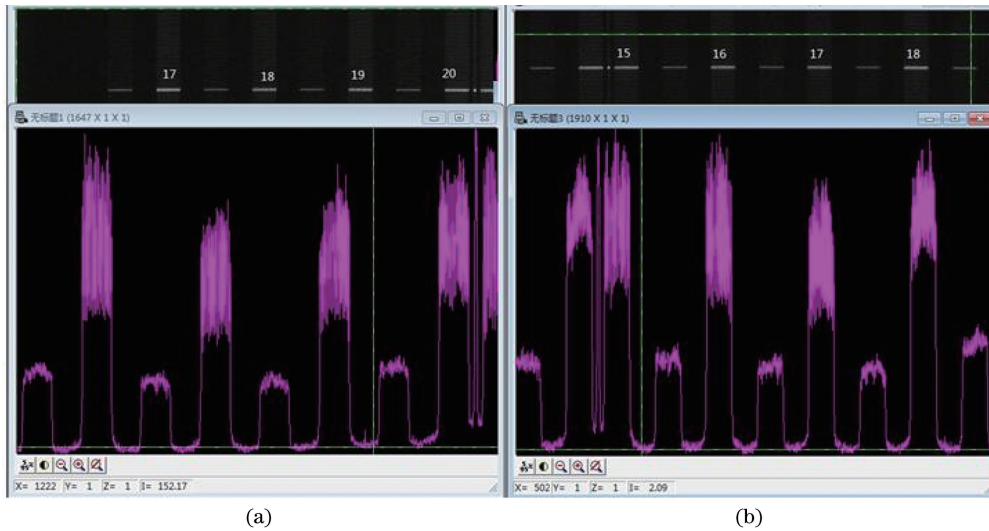 17 18 19 20
15 16 17 18
无标题1 (1647 X 1 X 1)
无标题3 (1910 X 1 X 1)
X= 1222 Y= 1 Z= 1 I= 152.17
X= 502 Y= 1 Z= 1 I= 2.09
(a)
(b)